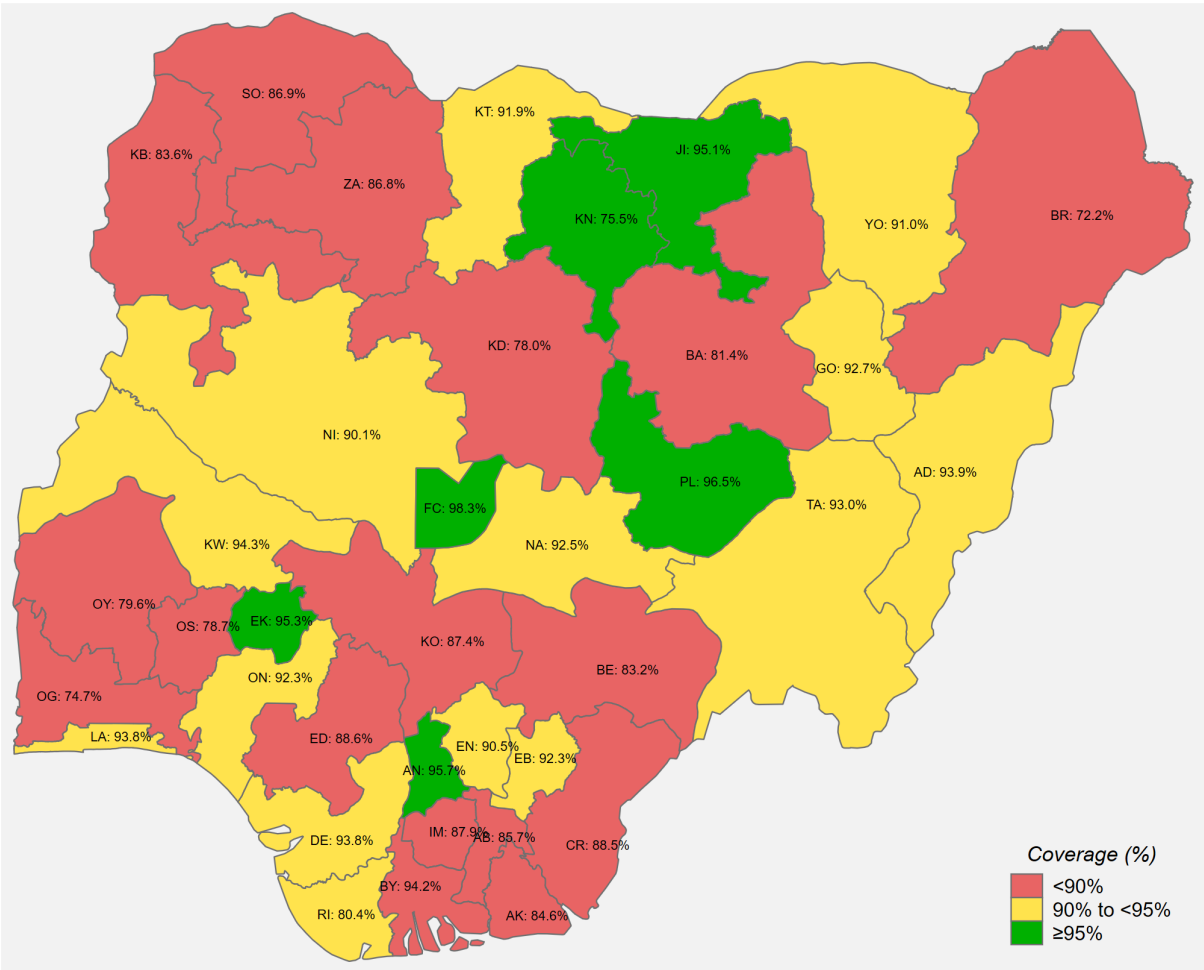 SO: 86.9%
KT: 91.9%
JI: 95.1%
KB: 83.6%
ZA: 86.8%
KN: 75.5%
YO: 91.0%
BR: 72.2%
KD: 78.0%
BA: 81.4%
GO: 92.7%
NI: 90.1%
AD: 93.9%
PL: 96.5%
TA: 93.0%
FC: 98.3%
KW: 94.3%
NA: 92.5%
OY: 79.6%
OS: 78.7%
EK: 95.3%
KO: 87.4%
BE: 83.2%
ON: 92.3%
OG: 74.7%
LA: 93.8%
ED: 88.6%
EN: 90.5%
EB: 92.3%
AN: 95.7%
IM: 87.9%
AB: 85.7%
DE: 93.8%
CR: 88.5%
BY: 94.2%
RI: 80.4%
AK: 84.6%
Coverage (%)
<90%
90% to <95%
≥95%